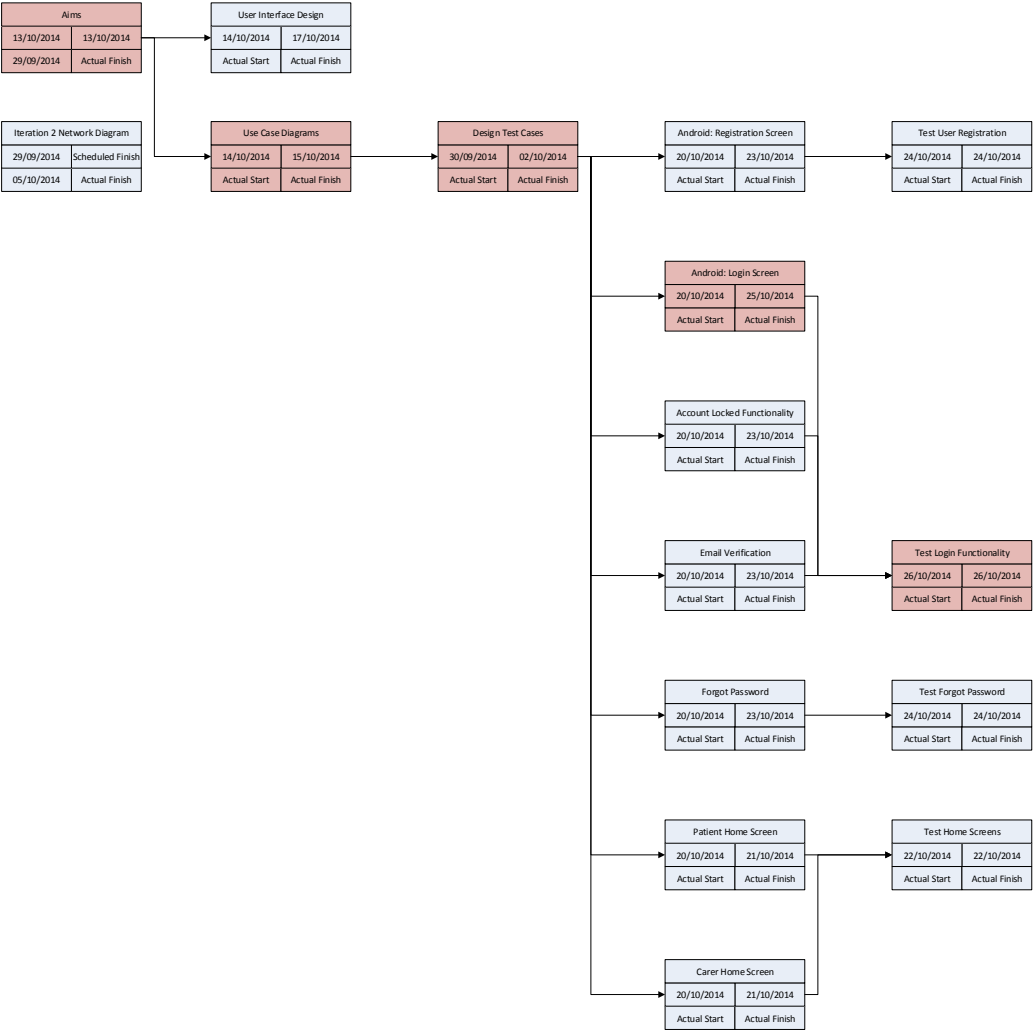 Aims
13/10/2014 13/10/2014
29/09/2014 Actual Finish
User Interface Design
14/10/2014 17/10/2014
Actual Start Actual Finish
Iteration 2 Network Diagram
29/09/2014 Scheduled Finish
05/10/2014 Actual Finish
Use Case Diagrams
14/10/2014 15/10/2014
Actual Start Actual Finish
Design Test Cases
30/09/2014 02/10/2014
Actual Start Actual Finish
Android: Registration Screen
20/10/2014 23/10/2014
Actual Start Actual Finish
Test User Registration
24/10/2014 24/10/2014
Actual Start Actual Finish
Android: Login Screen
20/10/2014 25/10/2014
Actual Start Actual Finish
Account Locked Functionality
20/10/2014 23/10/2014
Actual Start Actual Finish
Email Verification
20/10/2014 23/10/2014
Actual Start Actual Finish
Test Login Functionality
26/10/2014 26/10/2014
Actual Start Actual Finish
Forgot Password
20/10/2014 23/10/2014
Actual Start Actual Finish
Test Forgot Password
24/10/2014 24/10/2014
Actual Start Actual Finish
Patient Home Screen
20/10/2014 21/10/2014
Actual Start Actual Finish
Test Home Screens
22/10/2014 22/10/2014
Actual Start Actual Finish
Carer Home Screen
20/10/2014 21/10/2014
Actual Start Actual Finish